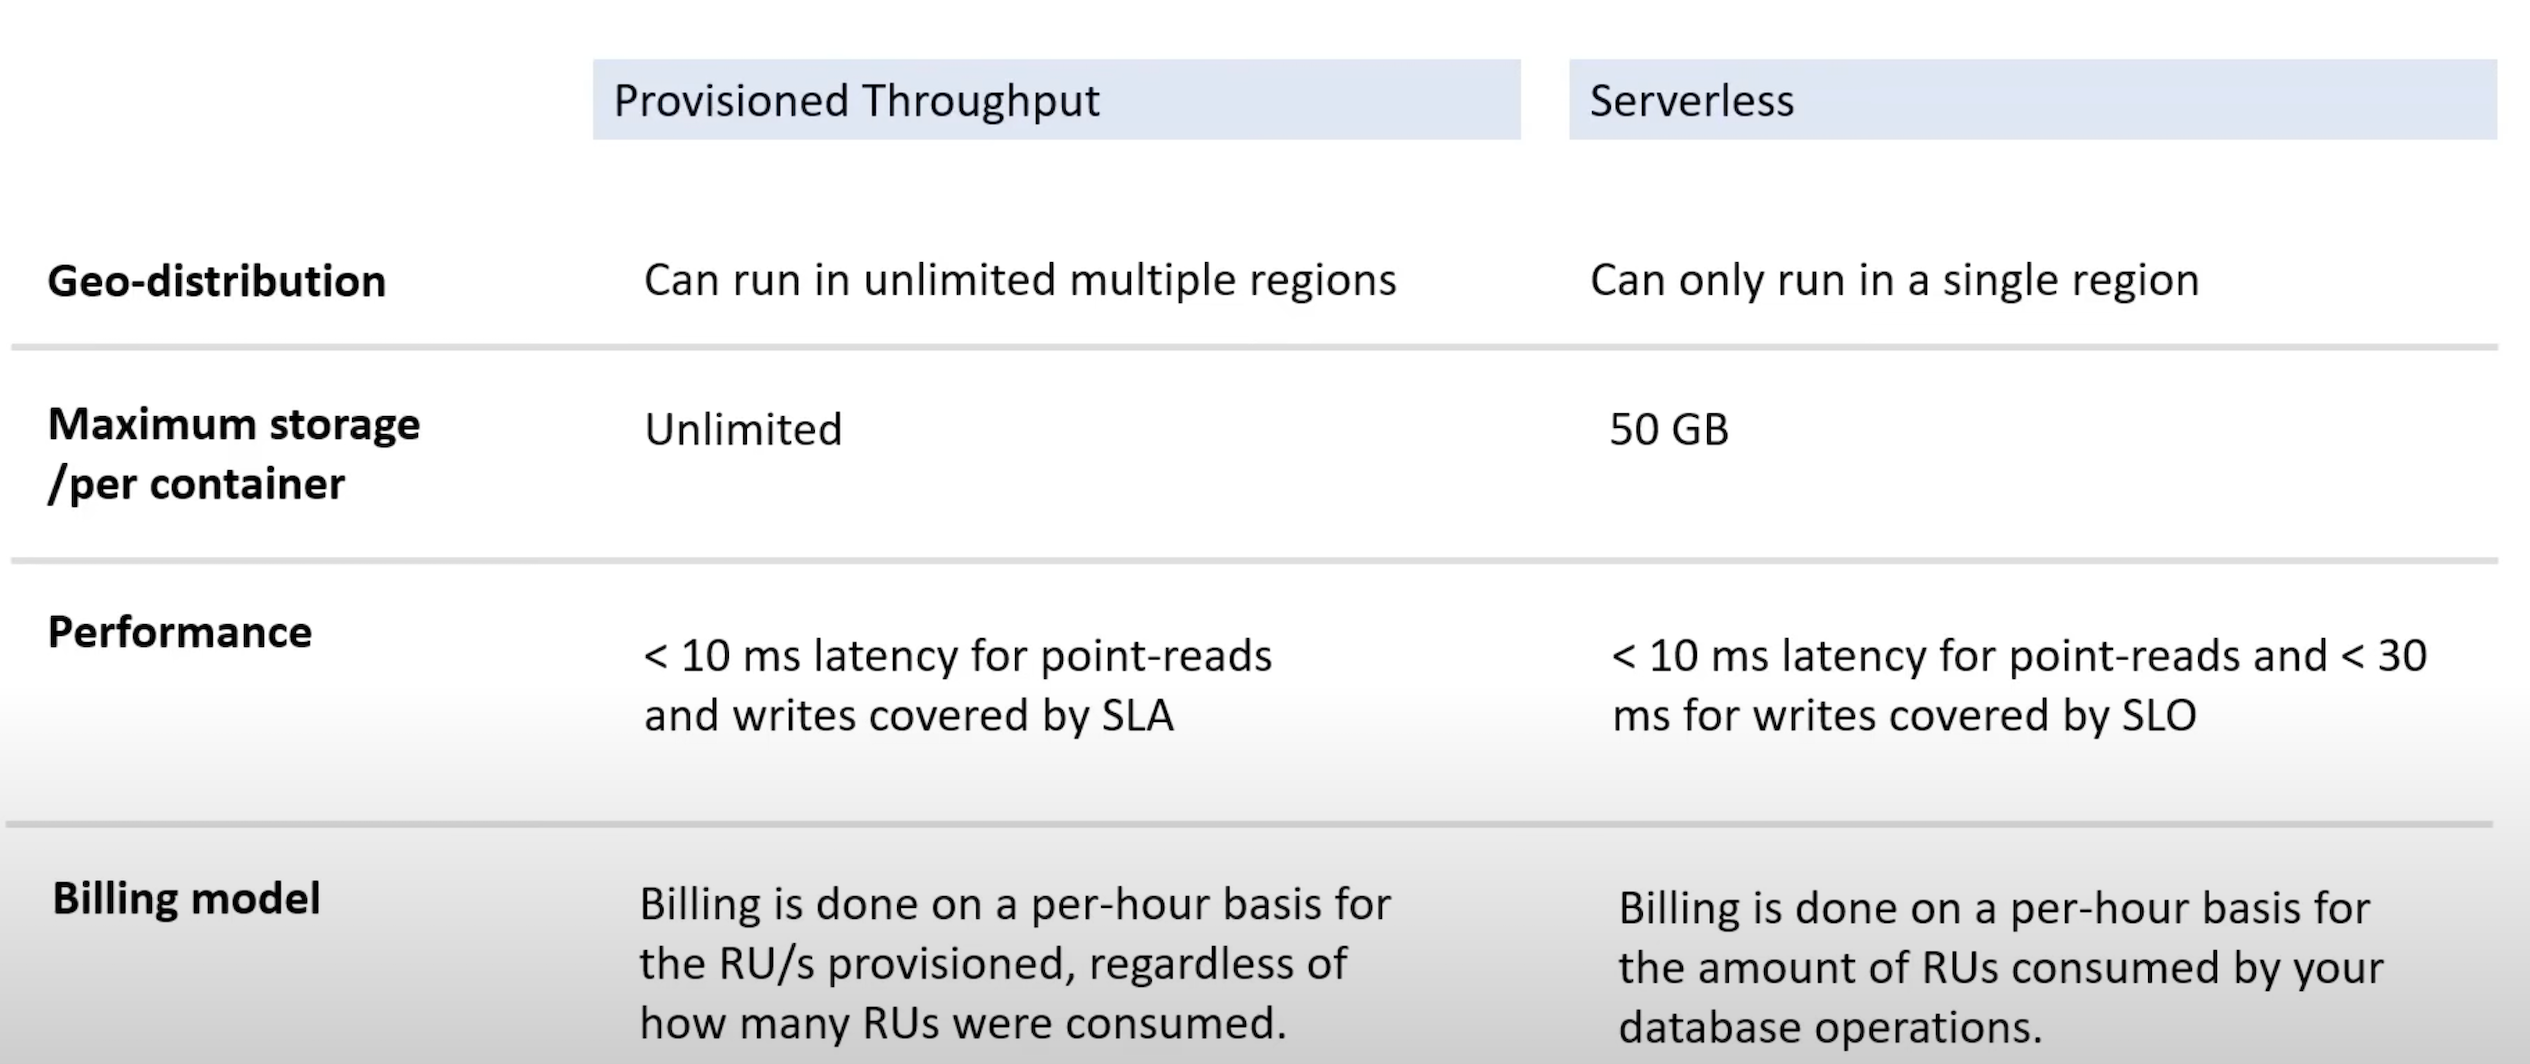 Provisioned Throughput
Serverless
Geo-distribution
Can run in unlimited multiple regions
Can only run in a single region
Maximum storage
/per container
Unlimited
50 GB
Performance
< 10 ms latency for point-reads
and writes covered by SLA
< 10 ms latency for point-reads and < 30
ms for writes covered by SLO
Billing model
Billing is done on a per-hour basis for
the RU/s provisioned, regardless of
how many RUs were consumed.
Billing is done on a per-hour basis for
the amount of RUs consumed by your
database operations.